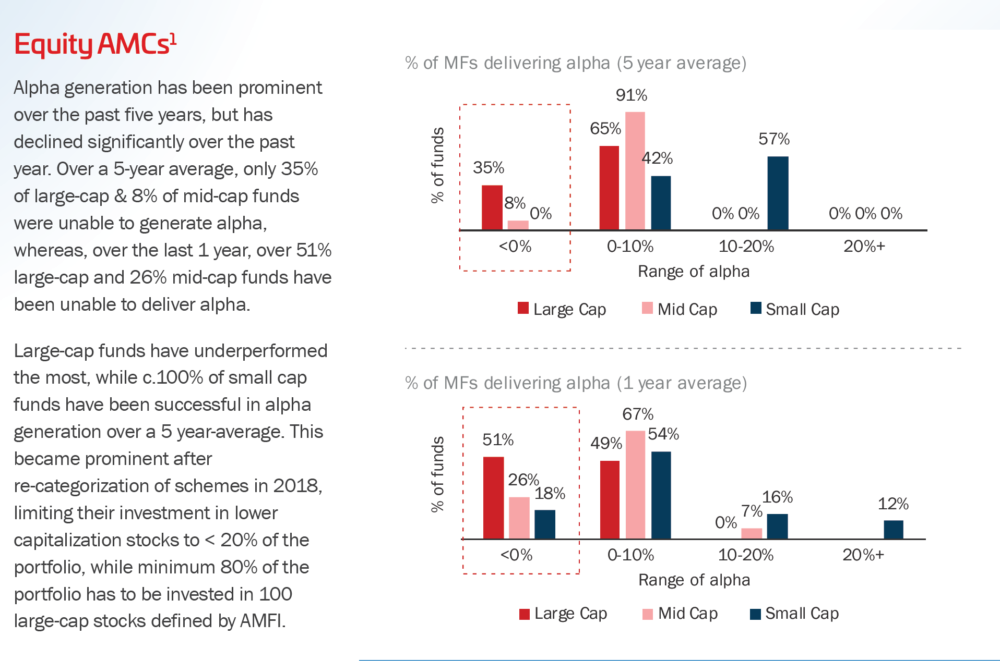 Equity AMCs¹
Alpha generation has been prominent
over the past five years, but has
declined significantly over the past
year. Over a 5-year average, only 35%
of large-cap & 8% of mid-cap funds
were unable to generate alpha,
whereas, over the last 1 year, over 51%
large-cap and 26% mid-cap funds have
been unable to deliver alpha.
Large-cap funds have underperformed
the most, while c.100% of small cap
funds have been successful in alpha
generation over a 5 year-average. This
became prominent after
re-categorization of schemes in 2018,
limiting their investment in lower
capitalization stocks to < 20% of the
portfolio, while minimum 80% of the
portfolio has to be invested in 100
large-cap stocks defined by AMFI.
% of MFs delivering alpha (5 year average)
% of funds
35%
8%
0%
65%
91%
42%
0% 0%
57%
0% 0% 0%
<0%
0-10%
10-20%
20%+
Range of alpha
Large Cap
Mid Cap
Small Cap
% of MFs delivering alpha (1 year average)
% of funds
51%
26%
18%
49%
67%
54%
0%
7%
16%
12%
<0%
0-10%
10-20%
20%+
Range of alpha
Large Cap
Mid Cap
Small Cap